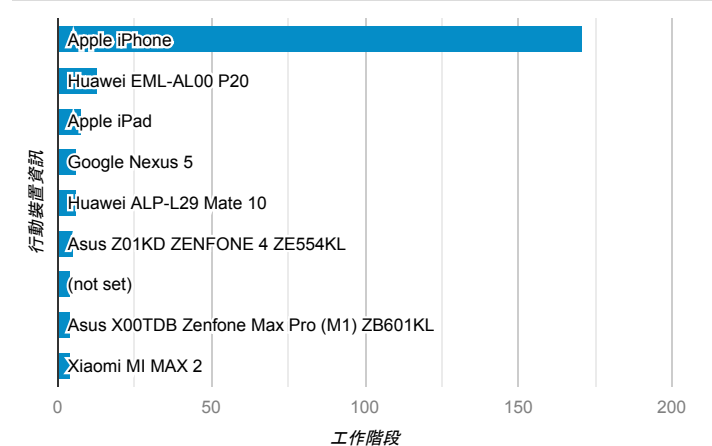 Apple iPhone
Huawei EML-AL00 P20
Apple iPad
Google Nexus 5
Huawei ALP-L29 Mate 10
Asus Z01KD ZENFONE 4 ZE554KL
(not set)
Asus X00TDB Zenfone Max Pro (M1) ZB601KL
Xiaomi MI MAX 2
行動裝置資訊
0 50 100 150 200
工作階段